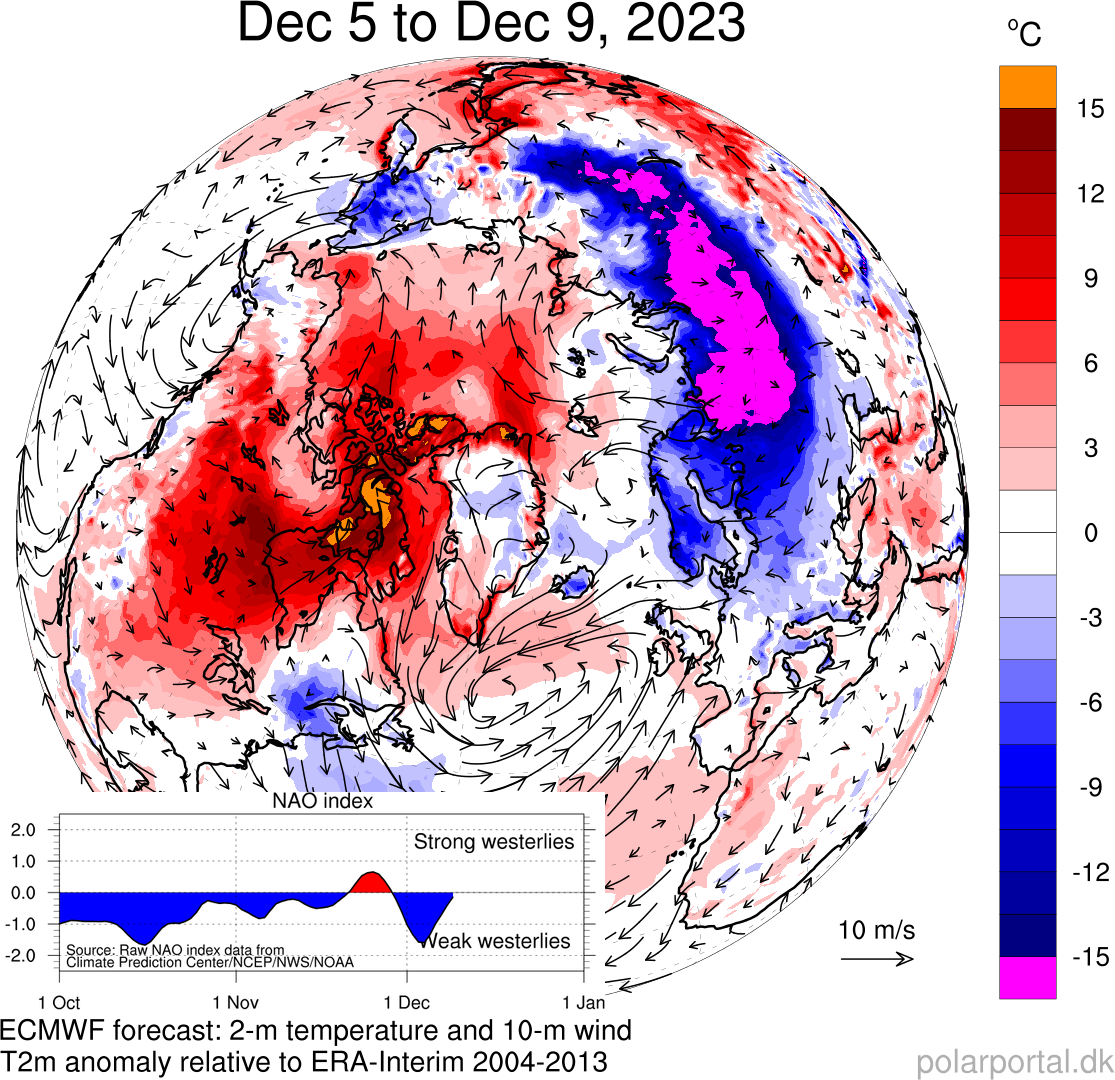 Dec 5 to Dec 9, 2023
oC
15
12
9
6
3
0
-3
-6
-9
-12
-15
10 m/s
NAO index
2.0
1.0
0.0
-1.0
-2.0
Strong westerlies
Weak westerlies
Source: Raw NAO index data from
Climate Prediction Center/NCEP/NWS/NOAA
1 Oct
1 Nov
1 Dec
1 Jan
ECMWF forecast: 2-m temperature and 10-m wind
T2m anomaly relative to ERA-Interim 2004-2013
polarportal.dk